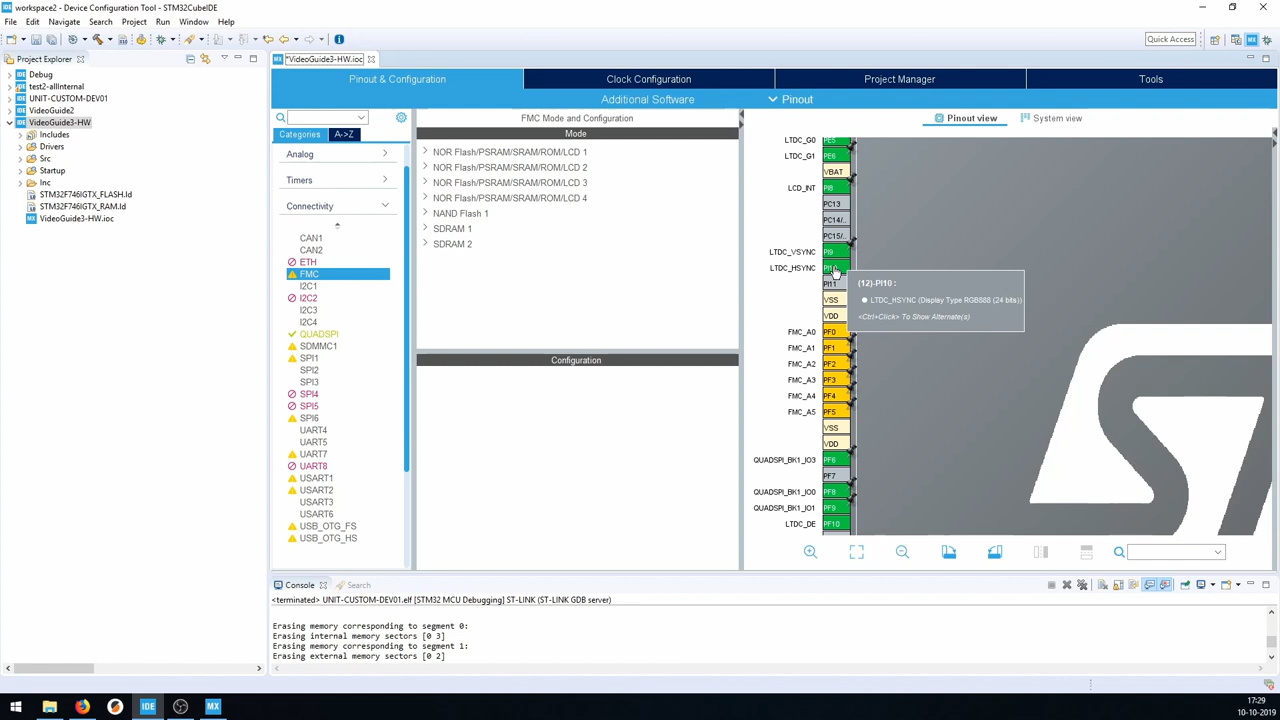 workspace2 - Device Configuration Tool - STM32CubeIDE
File Edit Navigate Search Project Run Window Help
Quick Access
Project Explorer
*VideoGuide3-HW.ioc
Debug
test2-allInternal
UNIT-CUSTOM-DEV01
VideoGuide2
VideoGuide3-HW
Includes
Drivers
Src
Startup
Inc
STM32F746IGTX_FLASH.ld
STM32F746IGTX_RAM.ld
VideoGuide3-HW.ioc
Pinout & Configuration
Clock Configuration
Project Manager
Tools
Additional Software
Pinout
Categories
A->Z
Analog
Timers
Connectivity
CAN1
CAN2
ETH
FMC
I2C1
I2C2
I2C3
I2C4
QUADSPI
SDMMC1
SPI1
SPI2
SPI3
SPI4
SPI5
SPI6
UART4
UART5
UART7
UART8
USART1
USART2
USART3
USART6
USB_OTG_FS
USB_OTG_HS
FMC Mode and Configuration
Mode
NOR Flash/PSRAM/SRAM/ROM/LCD 1
NOR Flash/PSRAM/SRAM/ROM/LCD 2
NOR Flash/PSRAM/SRAM/ROM/LCD 3
NOR Flash/PSRAM/SRAM/ROM/LCD 4
NAND Flash 1
SDRAM 1
SDRAM 2
Configuration
Pinout view
System view
LTDC_G0 PE5
LTDC_G1 PE6
VBAT
LCD_INT PI8
PC13
PC14/..
PC15/..
LTDC_VSYNC PI9
LTDC_HSYNC PI10
PI11
VSS
VDD
(12)-PI10 :
LTDC_HSYNC (Display Type RGB888 (24 bits))
<Ctrl+Click> To Show Alternate(s)
FMC_A0 PF0
FMC_A1 PF1
FMC_A2 PF2
FMC_A3 PF3
FMC_A4 PF4
FMC_A5 PF5
VSS
VDD
QUADSPI_BK1_IO3 PF6
PF7
QUADSPI_BK1_IO0 PF8
QUADSPI_BK1_IO1 PF9
LTDC_DE PF10
Console
Search
<terminated> UNIT-CUSTOM-DEV01.elf [STM32 MCU Debugging] ST-LINK (ST-LINK GDB server)
Erasing memory corresponding to segment 0:
Erasing internal memory sectors [0 3]
Erasing memory corresponding to segment 1:
Erasing external memory sectors [0 2]
IDE
MX
17:29
10-10-2019